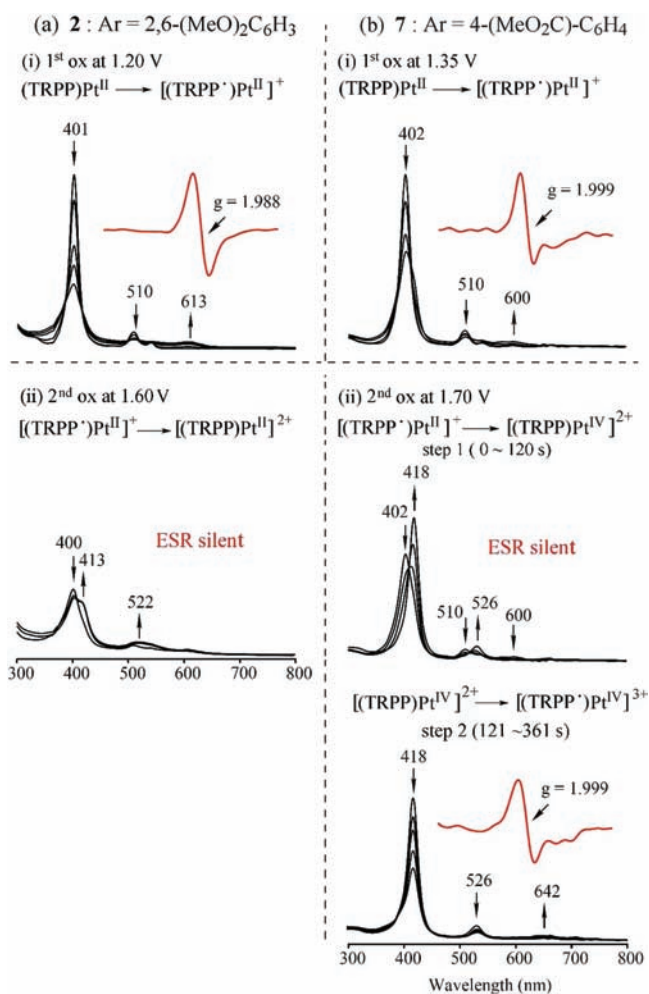 (a) 2 : Ar = 2,6-(MeO)₂C₆H₃
(i) 1ˢᵗ ox at 1.20 V
(TRPP)Ptᴵᴵ → [(TRPP·)Ptᴵᴵ]⁺
401
g = 1.988
510
613
(ii) 2ⁿᵈ ox at 1.60 V
[(TRPP·)Ptᴵᴵ]⁺ → [(TRPP)Ptᴵᴵ]²⁺
ESR silent
400
413
522
300 400 500 600 700 800
(b) 7 : Ar = 4-(MeO₂C)-C₆H₄
(i) 1ˢᵗ ox at 1.35 V
(TRPP)Ptᴵᴵ → [(TRPP·)Ptᴵᴵ]⁺
402
g = 1.999
510
600
(ii) 2ⁿᵈ ox at 1.70 V
[(TRPP·)Ptᴵᴵ]⁺ → [(TRPP)Ptᴵⱽ]²⁺
step 1 ( 0 ~ 120 s)
418
402
ESR silent
510
526
600
[(TRPP)Ptᴵⱽ]²⁺ → [(TRPP·)Ptᴵⱽ]³⁺
step 2 (121 ~361 s)
418
g = 1.999
526
642
300 400 500 600 700 800
Wavelength (nm)